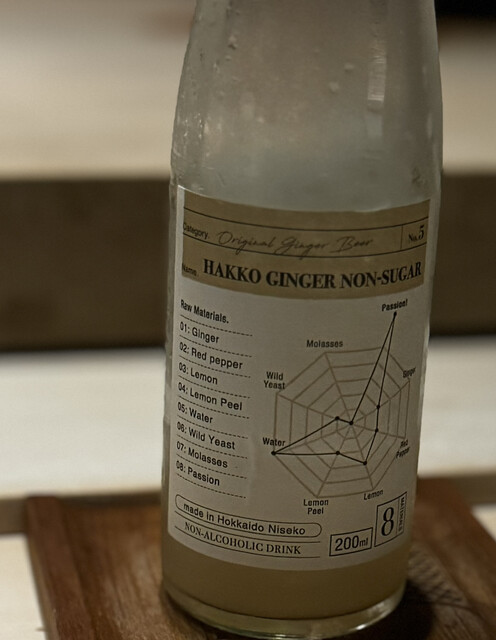 Category. Original Ginger Beer No.5
Name. HAKKO GINGER NON-SUGAR
Raw Materials.
01: Ginger
02: Red pepper
03: Lemon
04: Lemon Peel
05: Water
06: Wild Yeast
07: Molasses
08: Passion
Passion!
Molasses
Wild
Yeast
Water
Red
Pepper
Lemon
Peel
Lemon
made in Hokkaido Niseko
NON-ALCOHOLIC DRINK
200ml
8